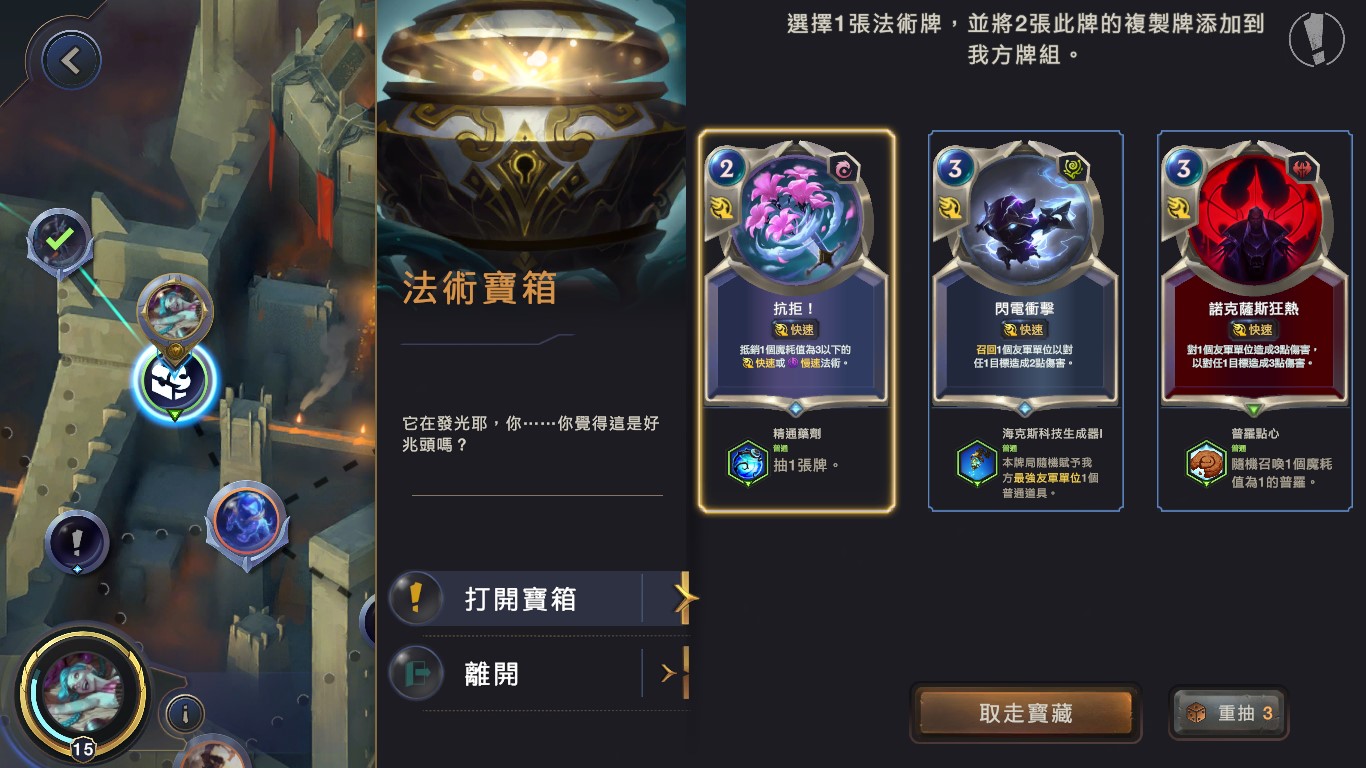 選擇1張法術牌，並將2張此牌的複製牌添加到
我方牌組。
法術寶箱
它在發光耶，你……你覺得這是好
兆頭嗎？
打開寶箱
離開
15
2
抗拒！
快速
抵銷1個魔耗值為3以下的
快速或 慢速法術。
精通藥劑
普通
抽1張牌。
3
閃電衝擊
快速
召回1個友軍單位以對
任1目標造成2點傷害。
海克斯科技生成器I
普通
本牌局隨機賦予我
方最強友軍單位1個
普通道具。
3
諾克薩斯狂熱
快速
對1個友軍單位造成3點傷害，
以對任1目標造成3點傷害。
普羅點心
普通
隨機召喚1個魔耗
值為1的普羅。
取走寶藏
重抽 3